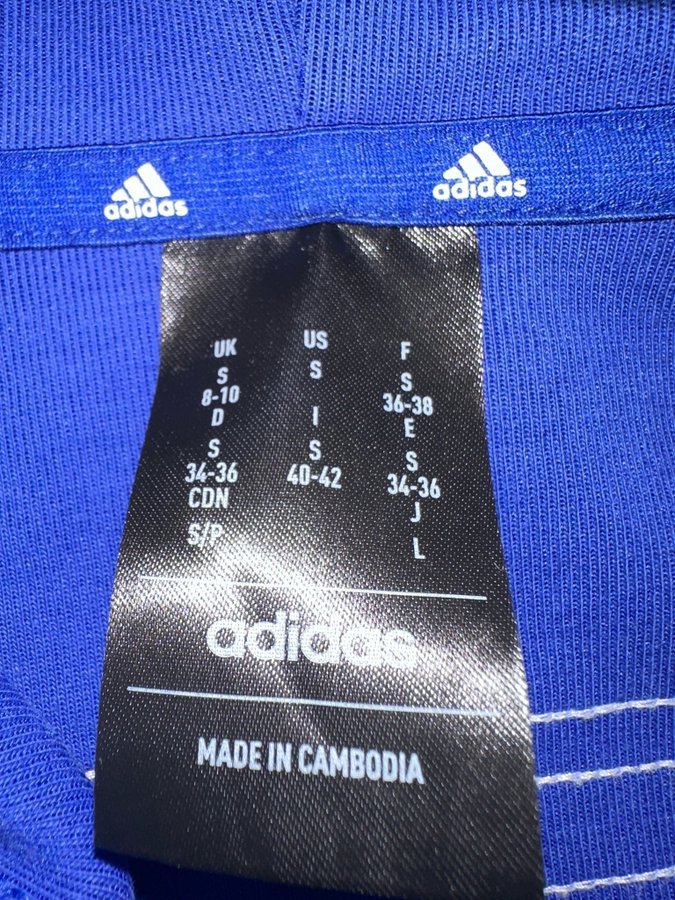 adidas
adidas
UK US F
S S S
8-10 36-38
D I E
S S S
34-36 40-42 34-36
CDN J
S/P L
adidas
MADE IN CAMBODIA